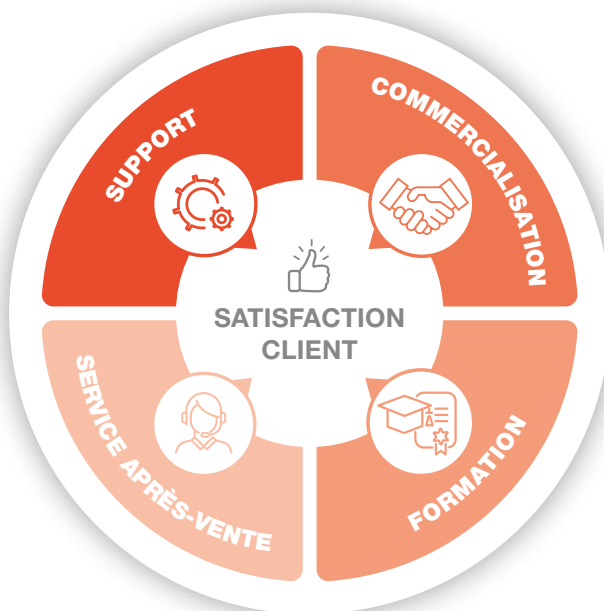 SUPPORT
COMMERCIALISATION
SATISFACTION
CLIENT
SERVICE APRÈS-VENTE
FORMATION